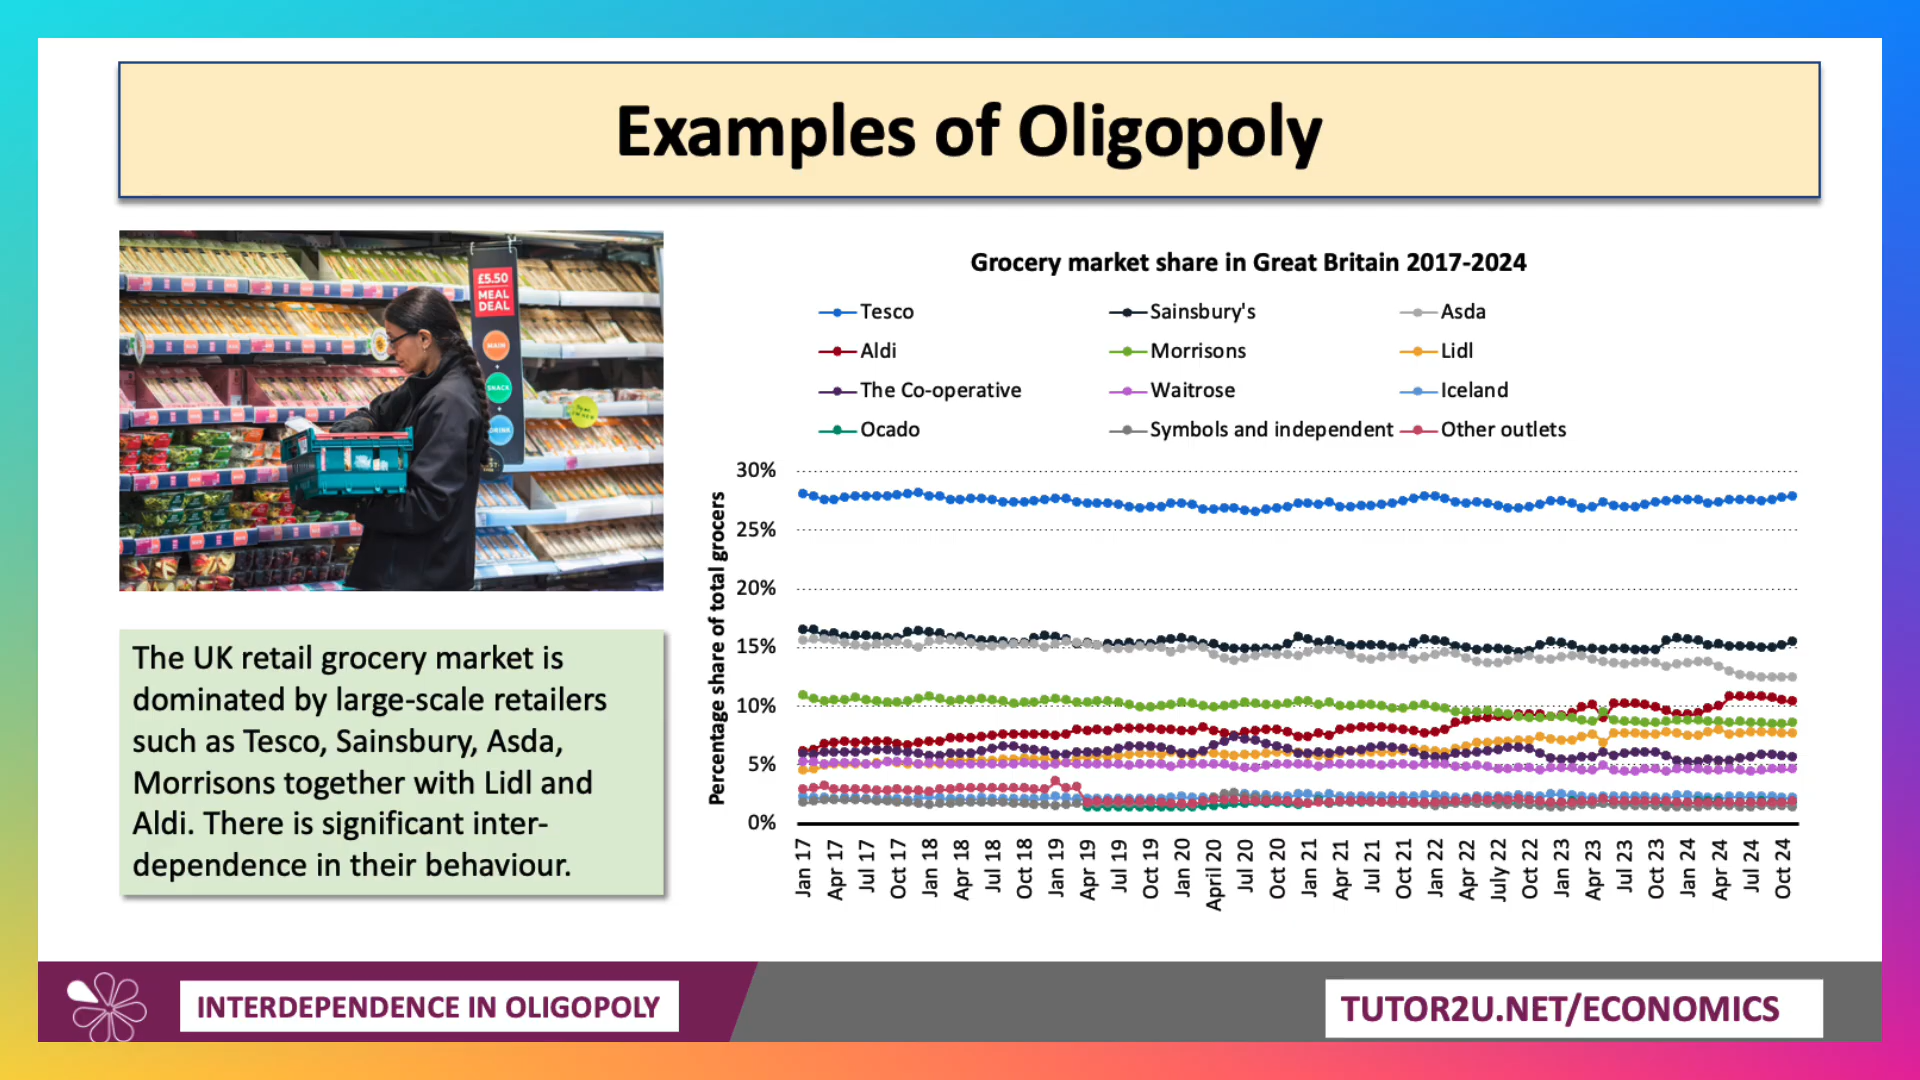 Examples of Oligopoly
£5.50
MEAL
DEAL
MAIN
+
SNACK
+
DRINK
The UK retail grocery market is
dominated by large-scale retailers
such as Tesco, Sainsbury, Asda,
Morrisons together with Lidl and
Aldi. There is significant inter-
dependence in their behaviour.
Grocery market share in Great Britain 2017-2024
Tesco
Sainsbury's
Asda
Aldi
Morrisons
Lidl
The Co-operative
Waitrose
Iceland
Ocado
Symbols and independent
Other outlets
Percentage share of total grocers
30%
25%
20%
15%
10%
5%
0%
Jan 17
Apr 17
Jul 17
Oct 17
Jan 18
Apr 18
Jul 18
Oct 18
Jan 19
Apr 19
Jul 19
Oct 19
Jan 20
April 20
Jul 20
Oct 20
Jan 21
Apr 21
Jul 21
Oct 21
Jan 22
Apr 22
July 22
Oct 22
Jan 23
Apr 23
Jul 23
Oct 23
Jan 24
Apr 24
Jul 24
Oct 24
INTERDEPENDENCE IN OLIGOPOLY
TUTOR2U.NET/ECONOMICS